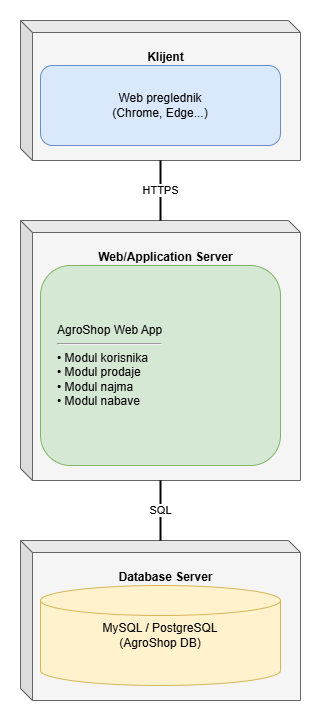 Klijent
Web preglednik
(Chrome, Edge...)
HTTPS
Web/Application Server
AgroShop Web App
• Modul korisnika
• Modul prodaje
• Modul najma
• Modul nabave
SQL
Database Server
MySQL / PostgreSQL
(AgroShop DB)